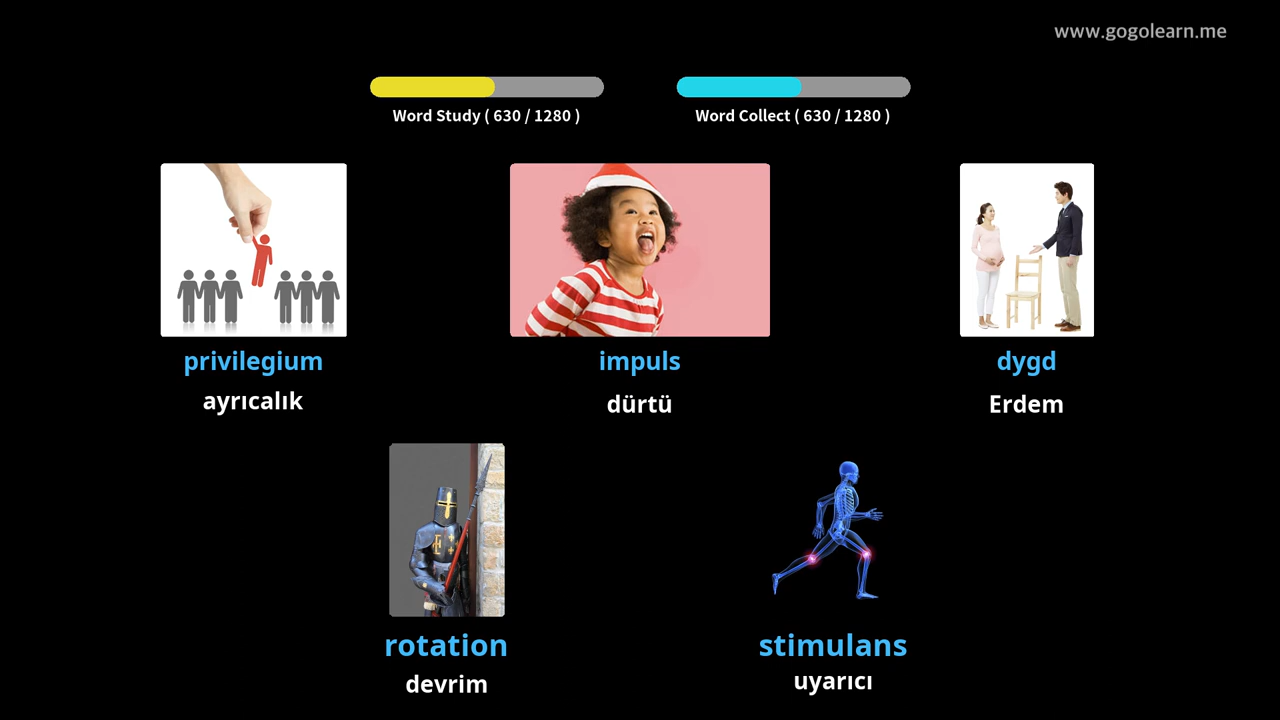 www.gogolearn.me
Word Study ( 630 / 1280 )
Word Collect ( 630 / 1280 )
privilegium
impuls
dygd
ayrıcalık
dürtü
Erdem
rotation
stimulans
devrim
uyarıcı